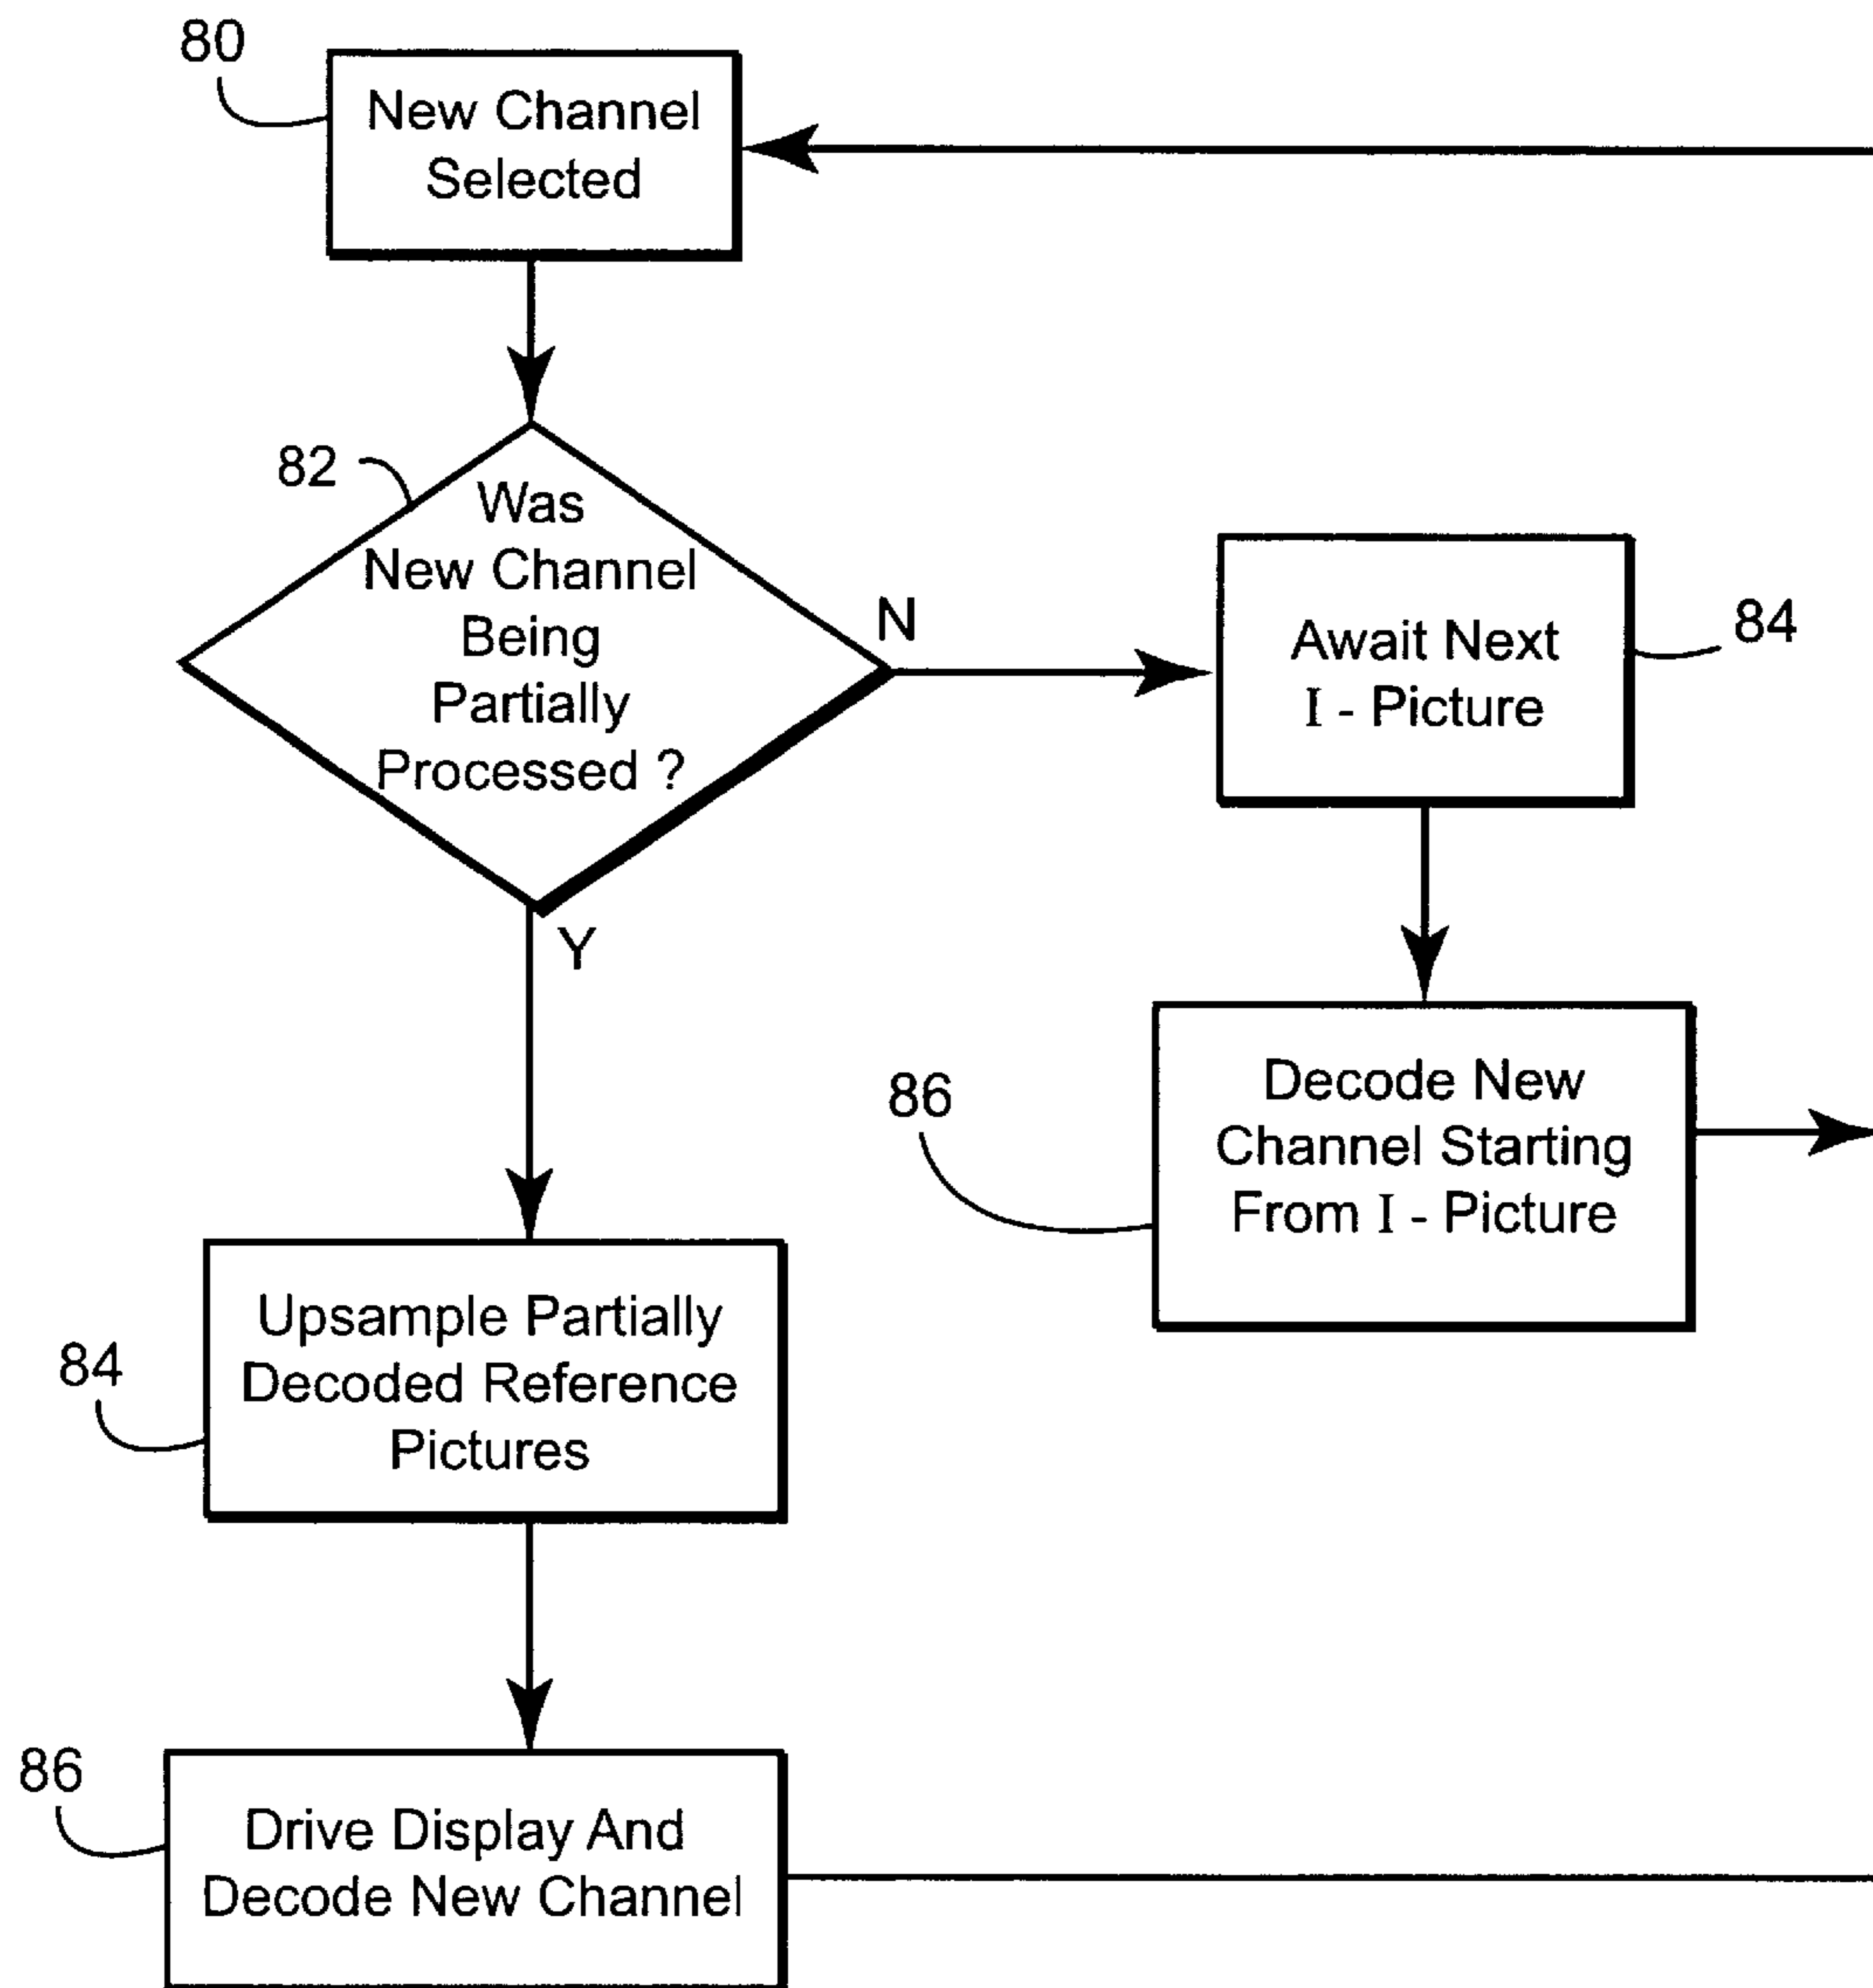 80
New Channel
Selected
82
Was
New Channel
Being
Partially
Processed ?
N
Y
Await Next
I - Picture
84
86
Decode New
Channel Starting
From I - Picture
84
Upsample Partially
Decoded Reference
Pictures
86
Drive Display And
Decode New Channel